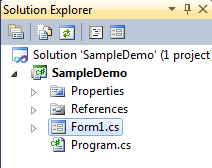 Solution Explorer
Solution 'SampleDemo' (1 project)
SampleDemo
Properties
References
Form1.cs
Program.cs